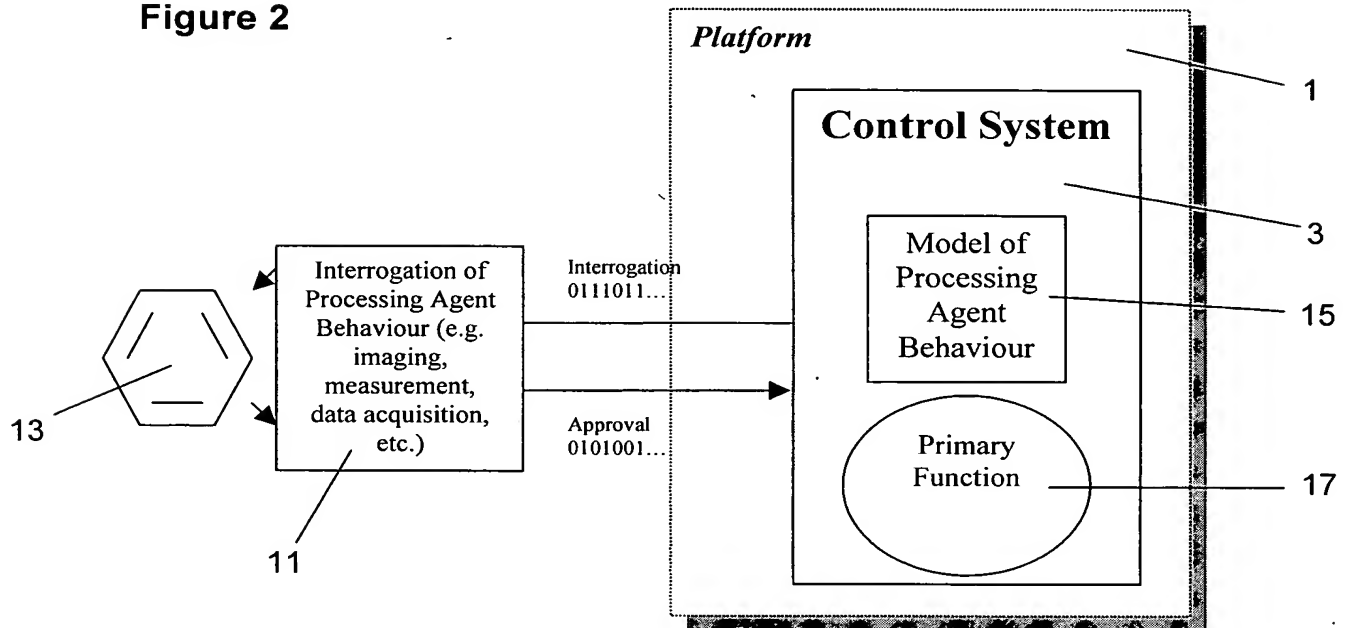 Figure 2
Platform
1
Control System
3
Model of
Processing
Agent
Behaviour
15
Primary
Function
17
Interrogation of
Processing Agent
Behaviour (e.g.
imaging,
measurement,
data acquisition,
etc.)
Interrogation
0111011...
Approval
0101001...
13
11